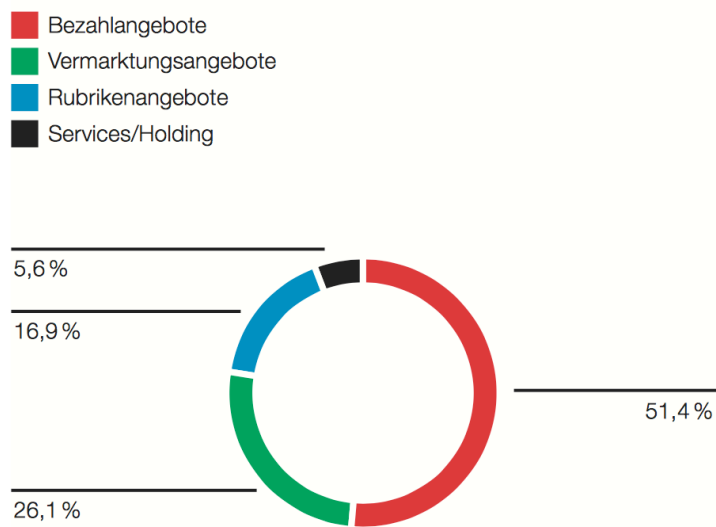 Bezahlangebote
Vermarktungsangebote
Rubrikenangebote
Services/Holding
5,6 %
16,9 %
51,4 %
26,1 %